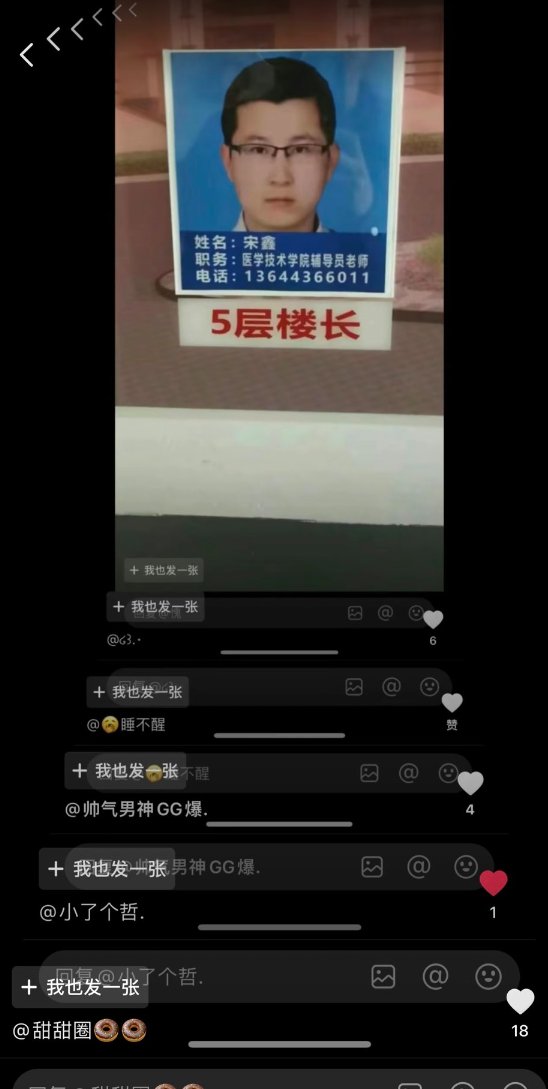 姓名：宋鑫
职务：医学技术学院辅导员老师
电话：13644366011
5层楼长
+ 我也发一张
+ 我也发一张
@໒3.·
6
+ 我也发一张
@🥱睡不醒
赞
+ 我也发一张
不醒
@帅气男神GG爆.
4
+ 我也发一张
帅气男神GG爆.
@小了个哲.
1
回复@小了个哲.
+ 我也发一张
@甜甜圈🍩🍩
18